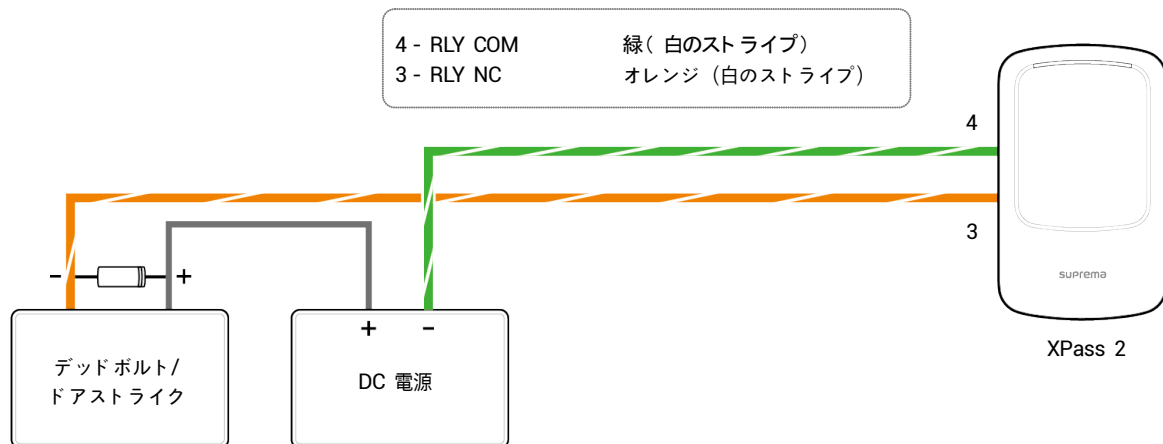 4 - RLY COM 緑(白のストライプ)
3 - RLY NC オレンジ(白のストライプ)
4
3
suprema
XPass 2
- +
+ -
デッドボルト/
ドアストライク
DC 電源